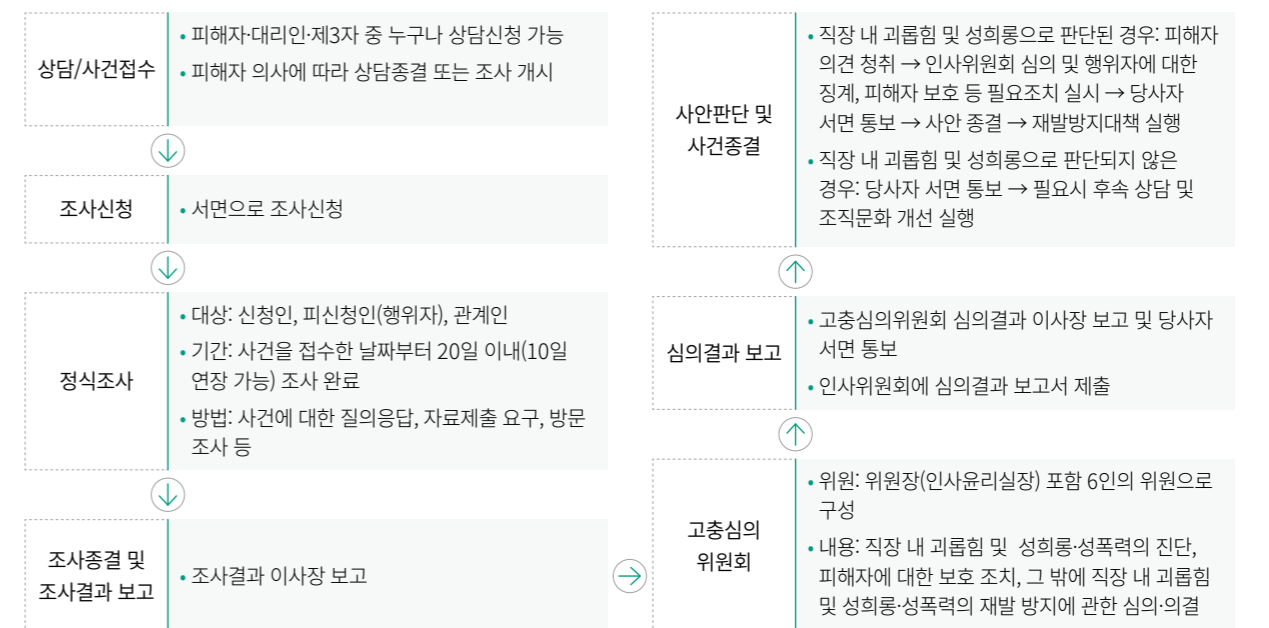 상담/사건접수
• 피해자·대리인·제3자 중 누구나 상담신청 가능
• 피해자 의사에 따라 상담종결 또는 조사 개시
조사신청
• 서면으로 조사신청
정식조사
• 대상: 신청인, 피신청인(행위자), 관계인
• 기간: 사건을 접수한 날짜부터 20일 이내(10일
연장 가능) 조사 완료
• 방법: 사건에 대한 질의응답, 자료제출 요구, 방문
조사 등
조사종결 및
조사결과 보고
• 조사결과 이사장 보고
고충심의
위원회
• 위원: 위원장(인사윤리실장) 포함 6인의 위원으로
구성
• 내용: 직장 내 괴롭힘 및 성희롱·성폭력의 진단,
피해자에 대한 보호 조치, 그 밖에 직장 내 괴롭힘
및 성희롱·성폭력의 재발 방지에 관한 심의·의결
심의결과 보고
• 고충심의위원회 심의결과 이사장 보고 및 당사자
서면 통보
• 인사위원회에 심의결과 보고서 제출
사안판단 및
사건종결
• 직장 내 괴롭힘 및 성희롱으로 판단된 경우: 피해자
의견 청취 → 인사위원회 심의 및 행위자에 대한
징계, 피해자 보호 등 필요조치 실시 → 당사자
서면 통보 → 사안 종결 → 재발방지대책 실행
• 직장 내 괴롭힘 및 성희롱으로 판단되지 않은
경우: 당사자 서면 통보 → 필요시 후속 상담 및
조직문화 개선 실행